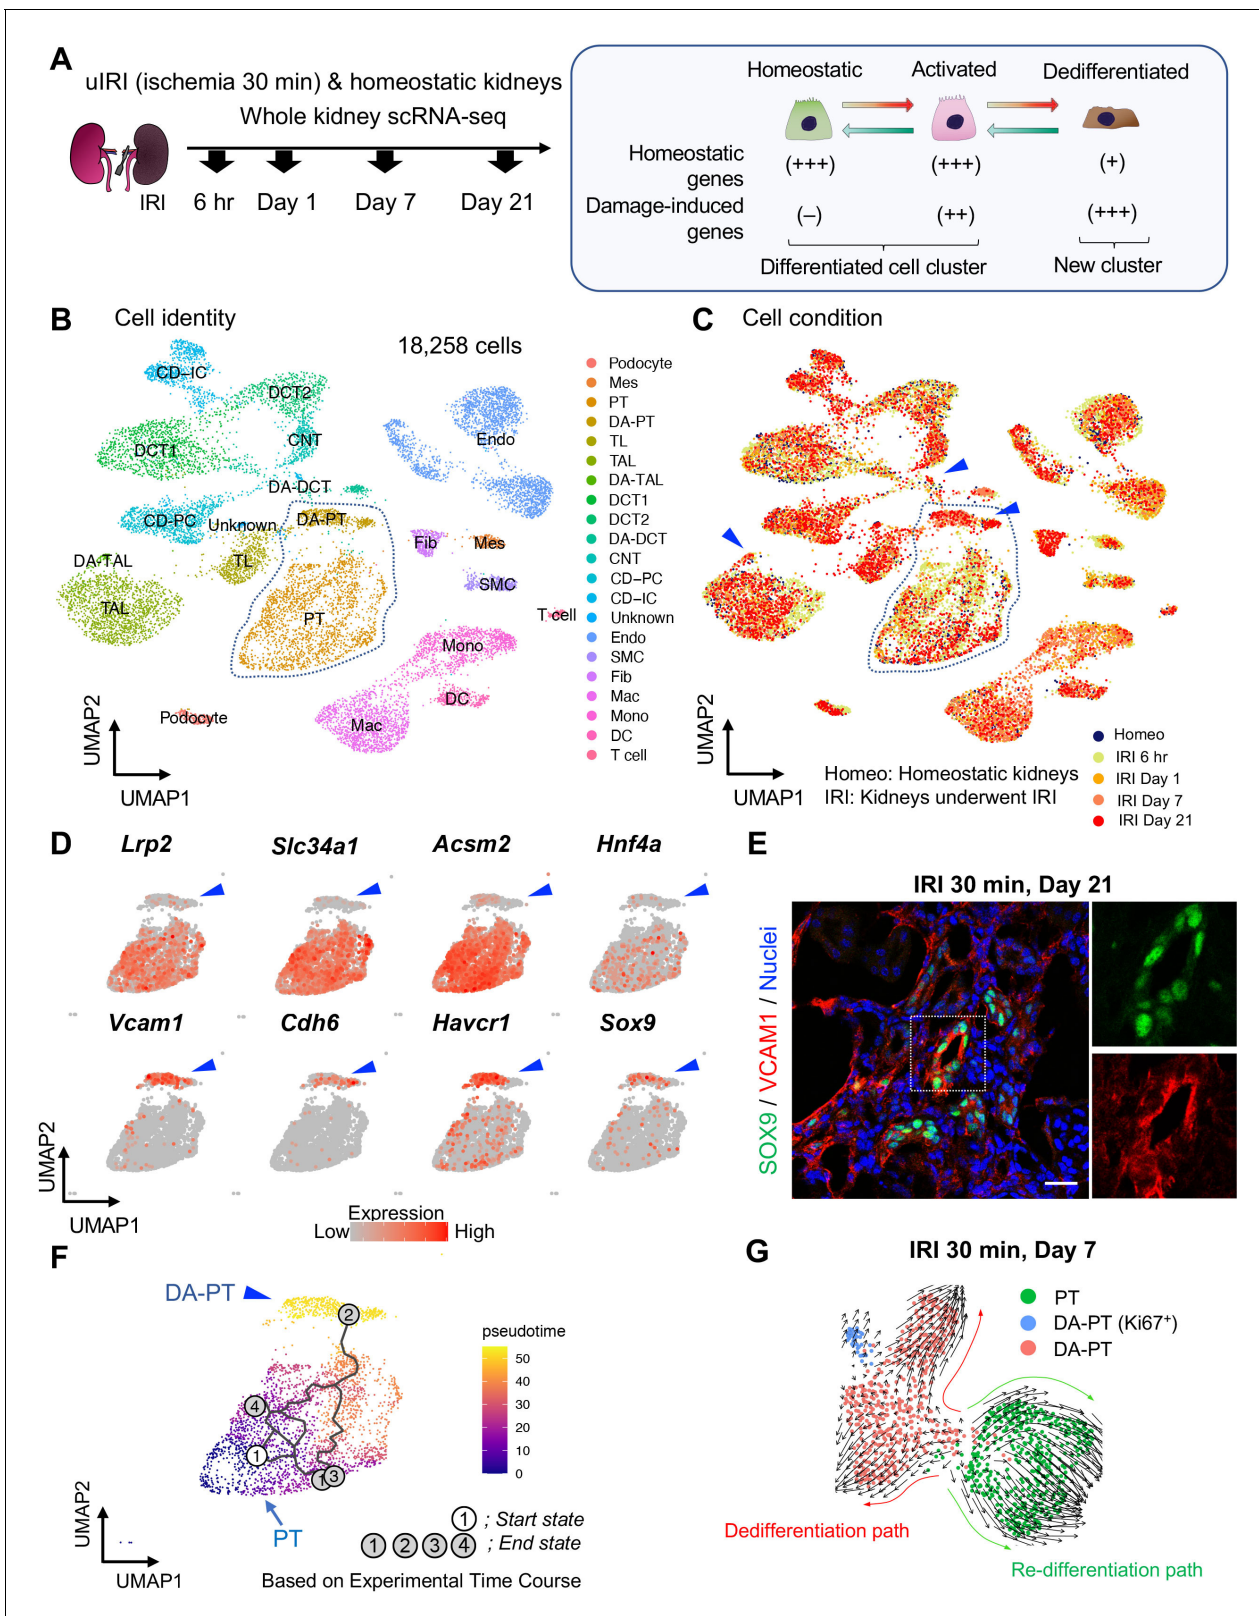 A
uIRI (ischemia 30 min) & homeostatic kidneys
Whole kidney scRNA-seq
IRI
6 hr
Day 1
Day 7
Day 21
Homeostatic
Activated
Dedifferentiated
Homeostatic
genes
(+++)
(+++)
(+)
Damage-induced
genes
(–)
(++)
(+++)
Differentiated cell cluster
New cluster
B
Cell identity
18,258 cells
CD–IC
DCT2
DCT1
CNT
Endo
DA-DCT
CD-PC
Unknown
DA-PT
DA-TAL
TL
Fib
Mes
TAL
SMC
PT
T cell
Mono
DC
Podocyte
Mac
UMAP2
UMAP1
Podocyte
Mes
PT
DA-PT
TL
TAL
DA-TAL
DCT1
DCT2
DA-DCT
CNT
CD-PC
CD–IC
Unknown
Endo
SMC
Fib
Mac
Mono
DC
T cell
C
Cell condition
UMAP2
UMAP1
Homeo: Homeostatic kidneys
IRI: Kidneys underwent IRI
Homeo
IRI 6 hr
IRI Day 1
IRI Day 7
IRI Day 21
D
Lrp2
Slc34a1
Acsm2
Hnf4a
Vcam1
Cdh6
Havcr1
Sox9
UMAP2
UMAP1
Expression
Low
High
E
IRI 30 min, Day 21
SOX9 / VCAM1 / Nuclei
F
DA-PT
2
4
1
1
3
PT
pseudotime
50
40
30
20
10
0
1 ; Start state
1 2 3 4 ; End state
UMAP2
UMAP1
Based on Experimental Time Course
G
IRI 30 min, Day 7
PT
DA-PT (Ki67+)
DA-PT
Dedifferentiation path
Re-differentiation path